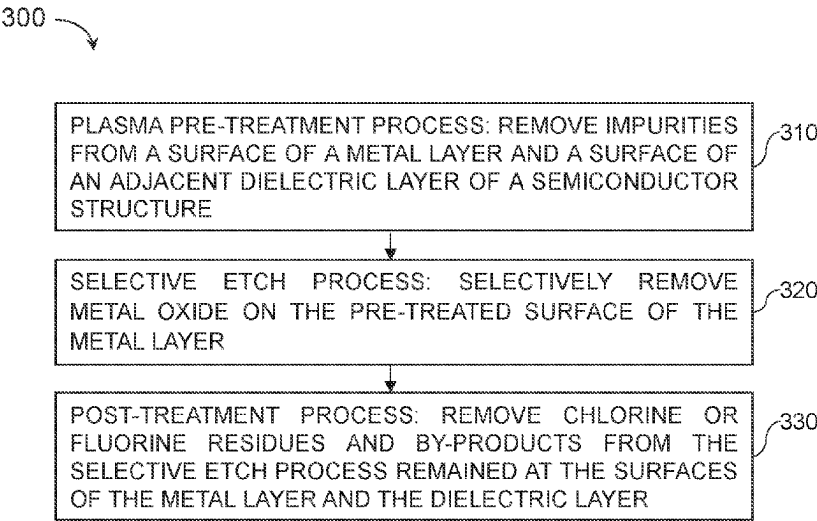 300
PLASMA PRE-TREATMENT PROCESS: REMOVE IMPURITIES
FROM A SURFACE OF A METAL LAYER AND A SURFACE OF
AN ADJACENT DIELECTRIC LAYER OF A SEMICONDUCTOR
STRUCTURE
310
SELECTIVE ETCH PROCESS: SELECTIVELY REMOVE
METAL OXIDE ON THE PRE-TREATED SURFACE OF THE
METAL LAYER
320
POST-TREATMENT PROCESS: REMOVE CHLORINE OR
FLUORINE RESIDUES AND BY-PRODUCTS FROM THE
SELECTIVE ETCH PROCESS REMAINED AT THE SURFACES
OF THE METAL LAYER AND THE DIELECTRIC LAYER
330